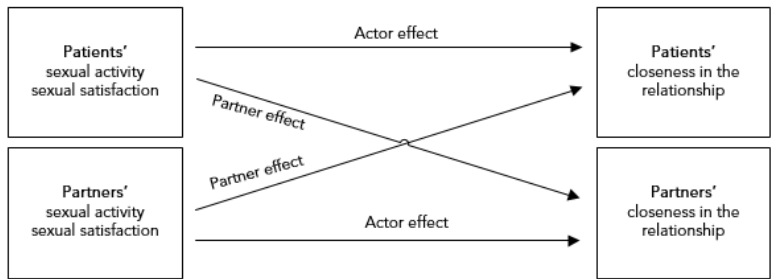 Patients'
sexual activity
sexual satisfaction
Actor effect
Patients'
closeness in the
relationship
Partner effect
Partner effect
Partners'
sexual activity
sexual satisfaction
Actor effect
Partners'
closeness in the
relationship